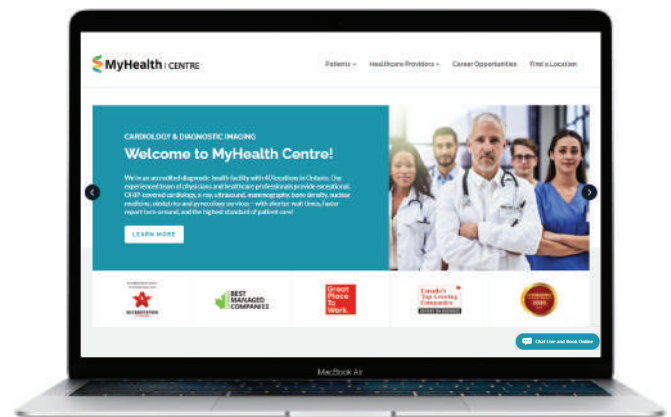 MyHealth | CENTRE
Patients Healthcare Providers Career Opportunities Find a Location
CARDIOLOGY & DIAGNOSTIC IMAGING
Welcome to MyHealth Centre!
We're an accredited diagnostic health facility with 40 locations in Ontario. Our
experienced team of physicians and healthcare professionals provide exceptional,
OHIP-covered cardiology, x-ray, ultrasound, mammography, bone density, nuclear
medicine, obstetrics and gynecology services – with shorter wait times, faster
report turn around, and the highest standard of patient care!
LEARN MORE
BEST
MANAGED
COMPANIES
Great
Place
To
Work.
Canada's
Top Growing
Companies
Chat Live and Book Online
MacBook Air